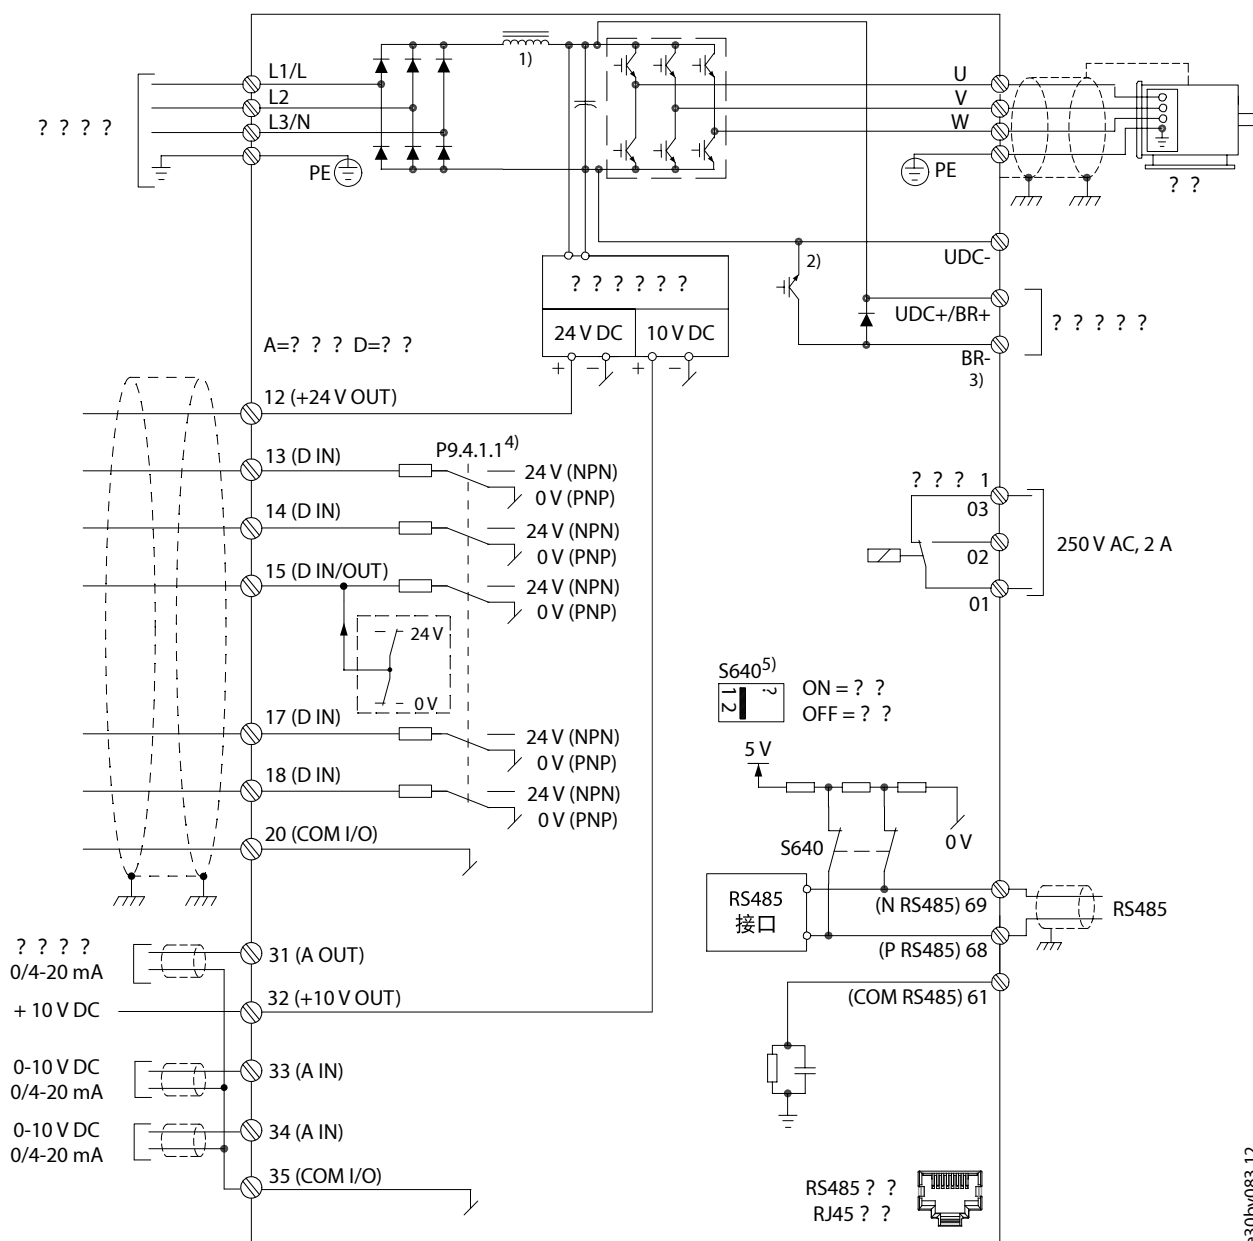 1)
L1/L
L2
L3/N
? ? ? ?
PE
U
V
W
PE
? ?
UDC-
2)
? ? ? ? ? ?
UDC+/BR+
? ? ? ? ?
24 V DC
10 V DC
A=? ? ? D=? ?
BR-
3)
+ − + −
12 (+24 V OUT)
13 (D IN)
P9.4.1.1 4)
24 V (NPN)
0 V (PNP)
14 (D IN)
24 V (NPN)
0 V (PNP)
15 (D IN/OUT)
24 V (NPN)
0 V (PNP)
24 V
0 V
17 (D IN)
24 V (NPN)
0 V (PNP)
18 (D IN)
24 V (NPN)
0 V (PNP)
20 (COM I/O)
? ? ? 1
03
02
01
250 V AC, 2 A
S640 5)
1 2
?
ON = ? ?
OFF = ? ?
5 V
0 V
S640
RS485
接口
(N RS485) 69
(P RS485) 68
RS485
(COM RS485) 61
? ? ? ?
0/4-20 mA
31 (A OUT)
+ 10 V DC
32 (+10 V OUT)
0-10 V DC
0/4-20 mA
33 (A IN)
0-10 V DC
0/4-20 mA
34 (A IN)
35 (COM I/O)
RS485 ? ?
RJ45 ? ?
e30bv083.12